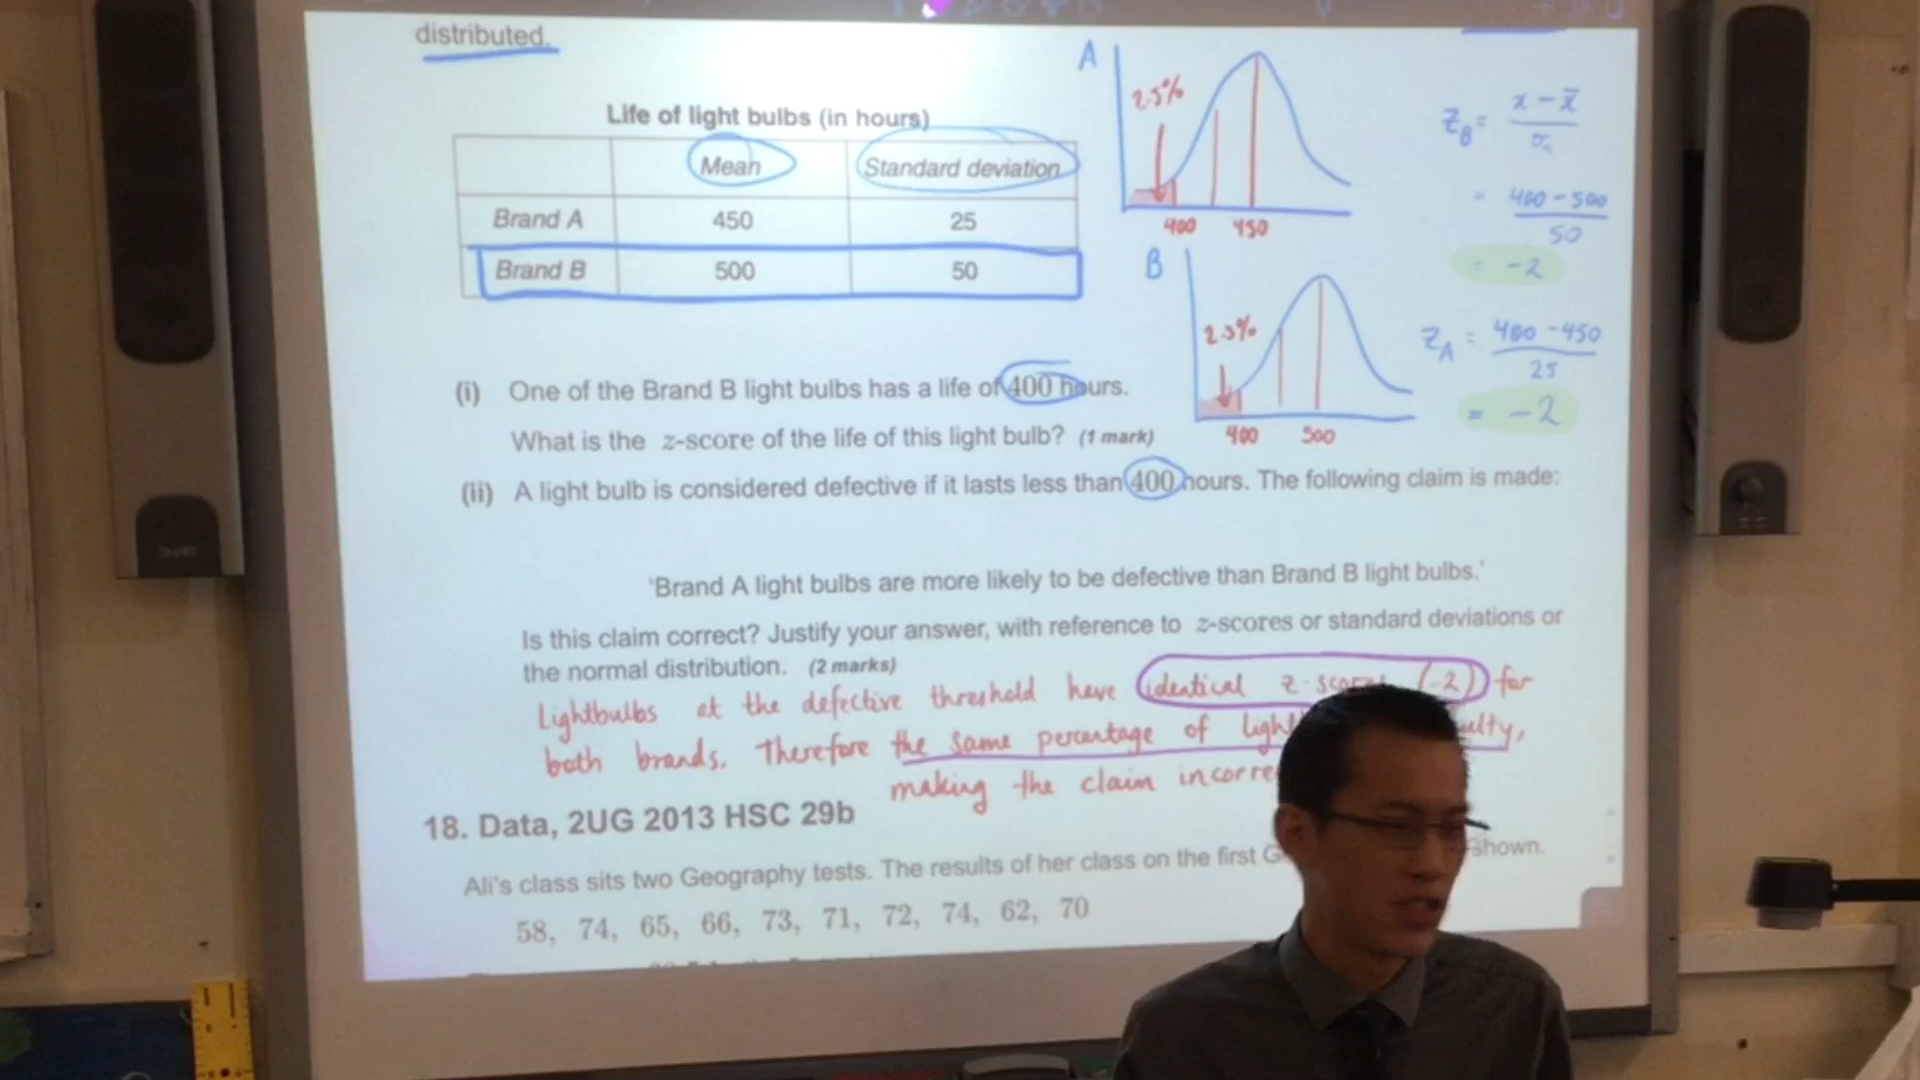 distributed.
Life of light bulbs (in hours)
Mean Standard deviation
Brand A 450 25
Brand B 500 50
A
2.5%
400 450
B
2.5%
400 500
Z_B = x - x̄ / σₙ
= 400 - 500 / 50
= -2
Z_A = 400 - 450 / 25
= -2
(i) One of the Brand B light bulbs has a life of 400 hours.
What is the z-score of the life of this light bulb? (1 mark)
(ii) A light bulb is considered defective if it lasts less than 400 hours. The following claim is made:
'Brand A light bulbs are more likely to be defective than Brand B light bulbs.'
Is this claim correct? Justify your answer, with reference to z-scores or standard deviations or
the normal distribution. (2 marks)
Lightbulbs at the defective threshold have identical z-scores (-2) for
both brands. Therefore the same percentage of
making the claim
18. Data, 2UG 2013 HSC 29b
Ali's class sits two Geography tests. The results of her class on the first shown.
58, 74, 65, 66, 73, 71, 72, 74, 62, 70
SMART